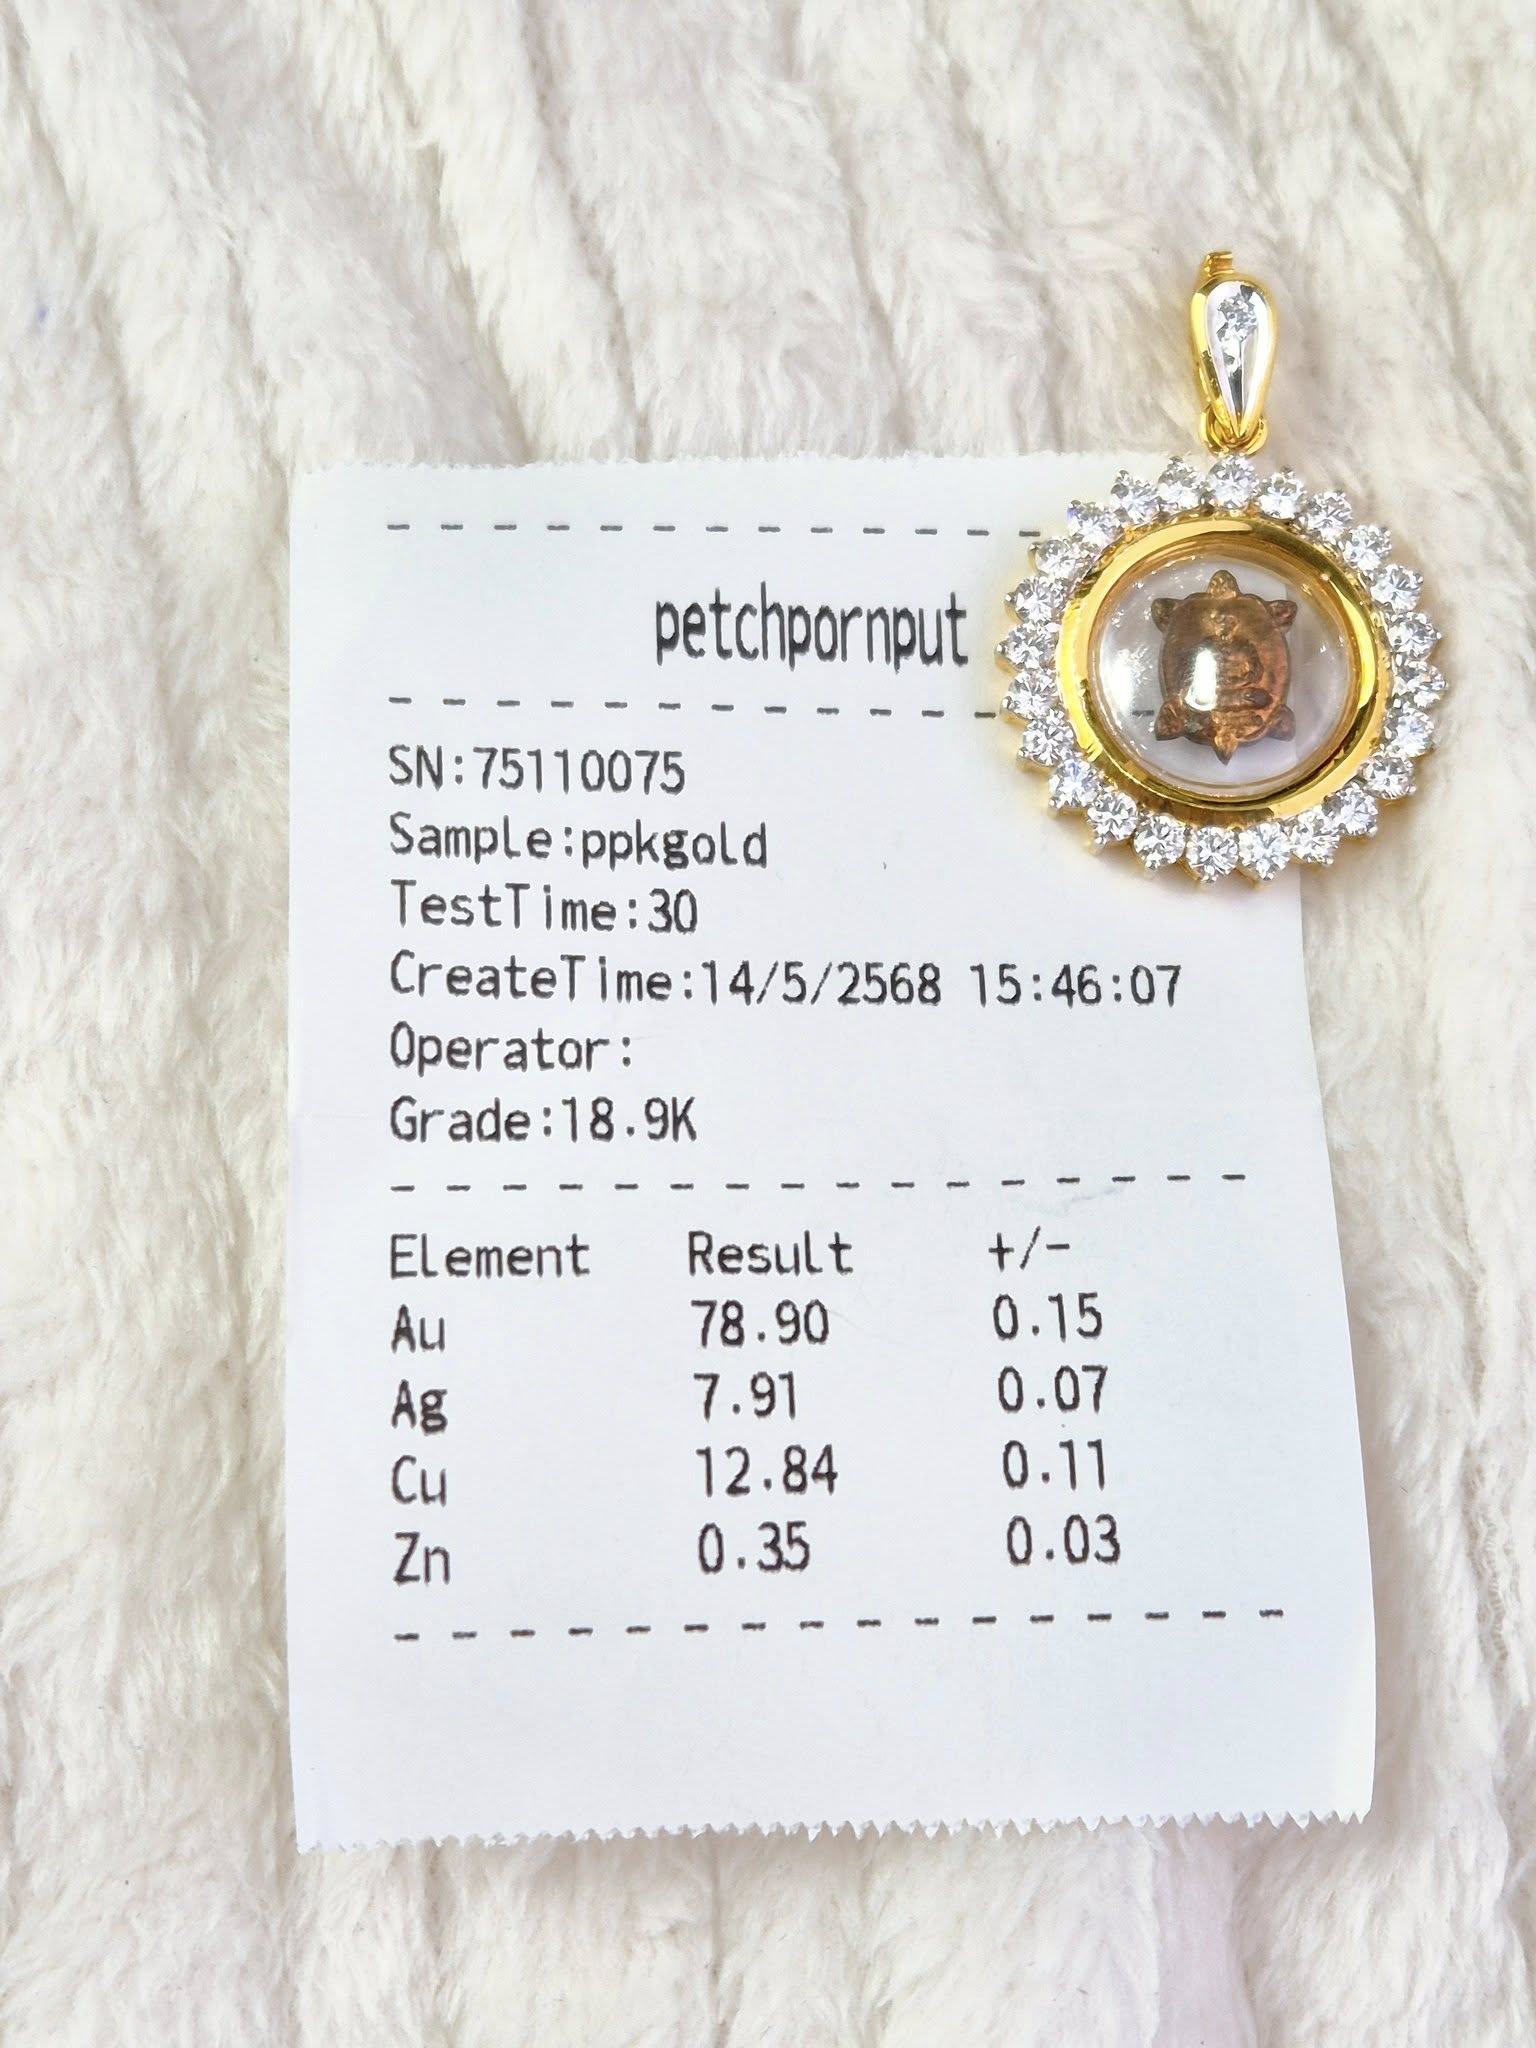 petchpornput
SN:75110075
Sample:ppkgold
TestTime:30
CreateTime:14/5/2568 15:46:07
Operator:
Grade:18.9K
Element Result +/-
Au 78.90 0.15
Ag 7.91 0.07
Cu 12.84 0.11
Zn 0.35 0.03